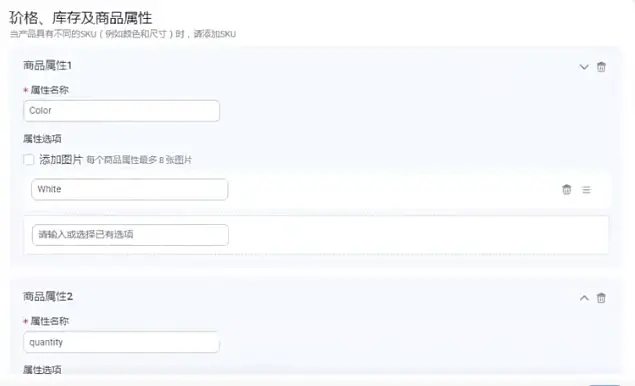 价格、库存及商品属性
当产品具有不同的SKU（例如颜色和尺寸）时，请添加SKU
商品属性1
* 属性名称
Color
属性选项
添加图片 每个商品属性最多 8 张图片
White
请输入或选择已有选项
商品属性2
* 属性名称
quantity
属性选项